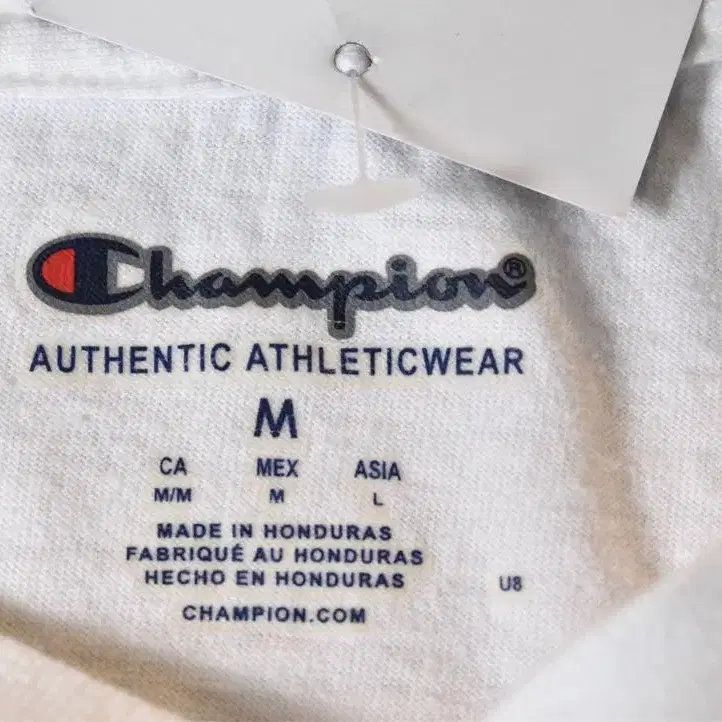 Champion®
AUTHENTIC ATHLETICWEAR
M
CA MEX ASIA
M/M M L
MADE IN HONDURAS
FABRIQUÉ AU HONDURAS
HECHO EN HONDURAS
U8
CHAMPION.COM